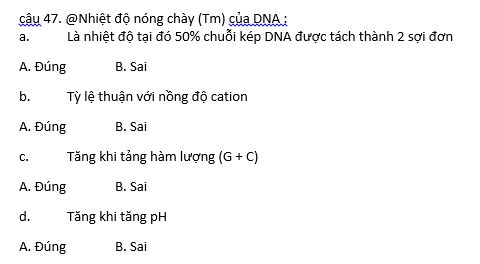 câu 47. @Nhiệt độ nóng chày (Tm) của DNA :
a. Là nhiệt độ tại đó 50% chuỗi kép DNA được tách thành 2 sợi đơn
A. Đúng B. Sai
b. Tỳ lệ thuận với nồng độ cation
A. Đúng B. Sai
c. Tăng khi tảng hàm lượng (G + C)
A. Đúng B. Sai
d. Tăng khi tăng pH
A. Đúng B. Sai